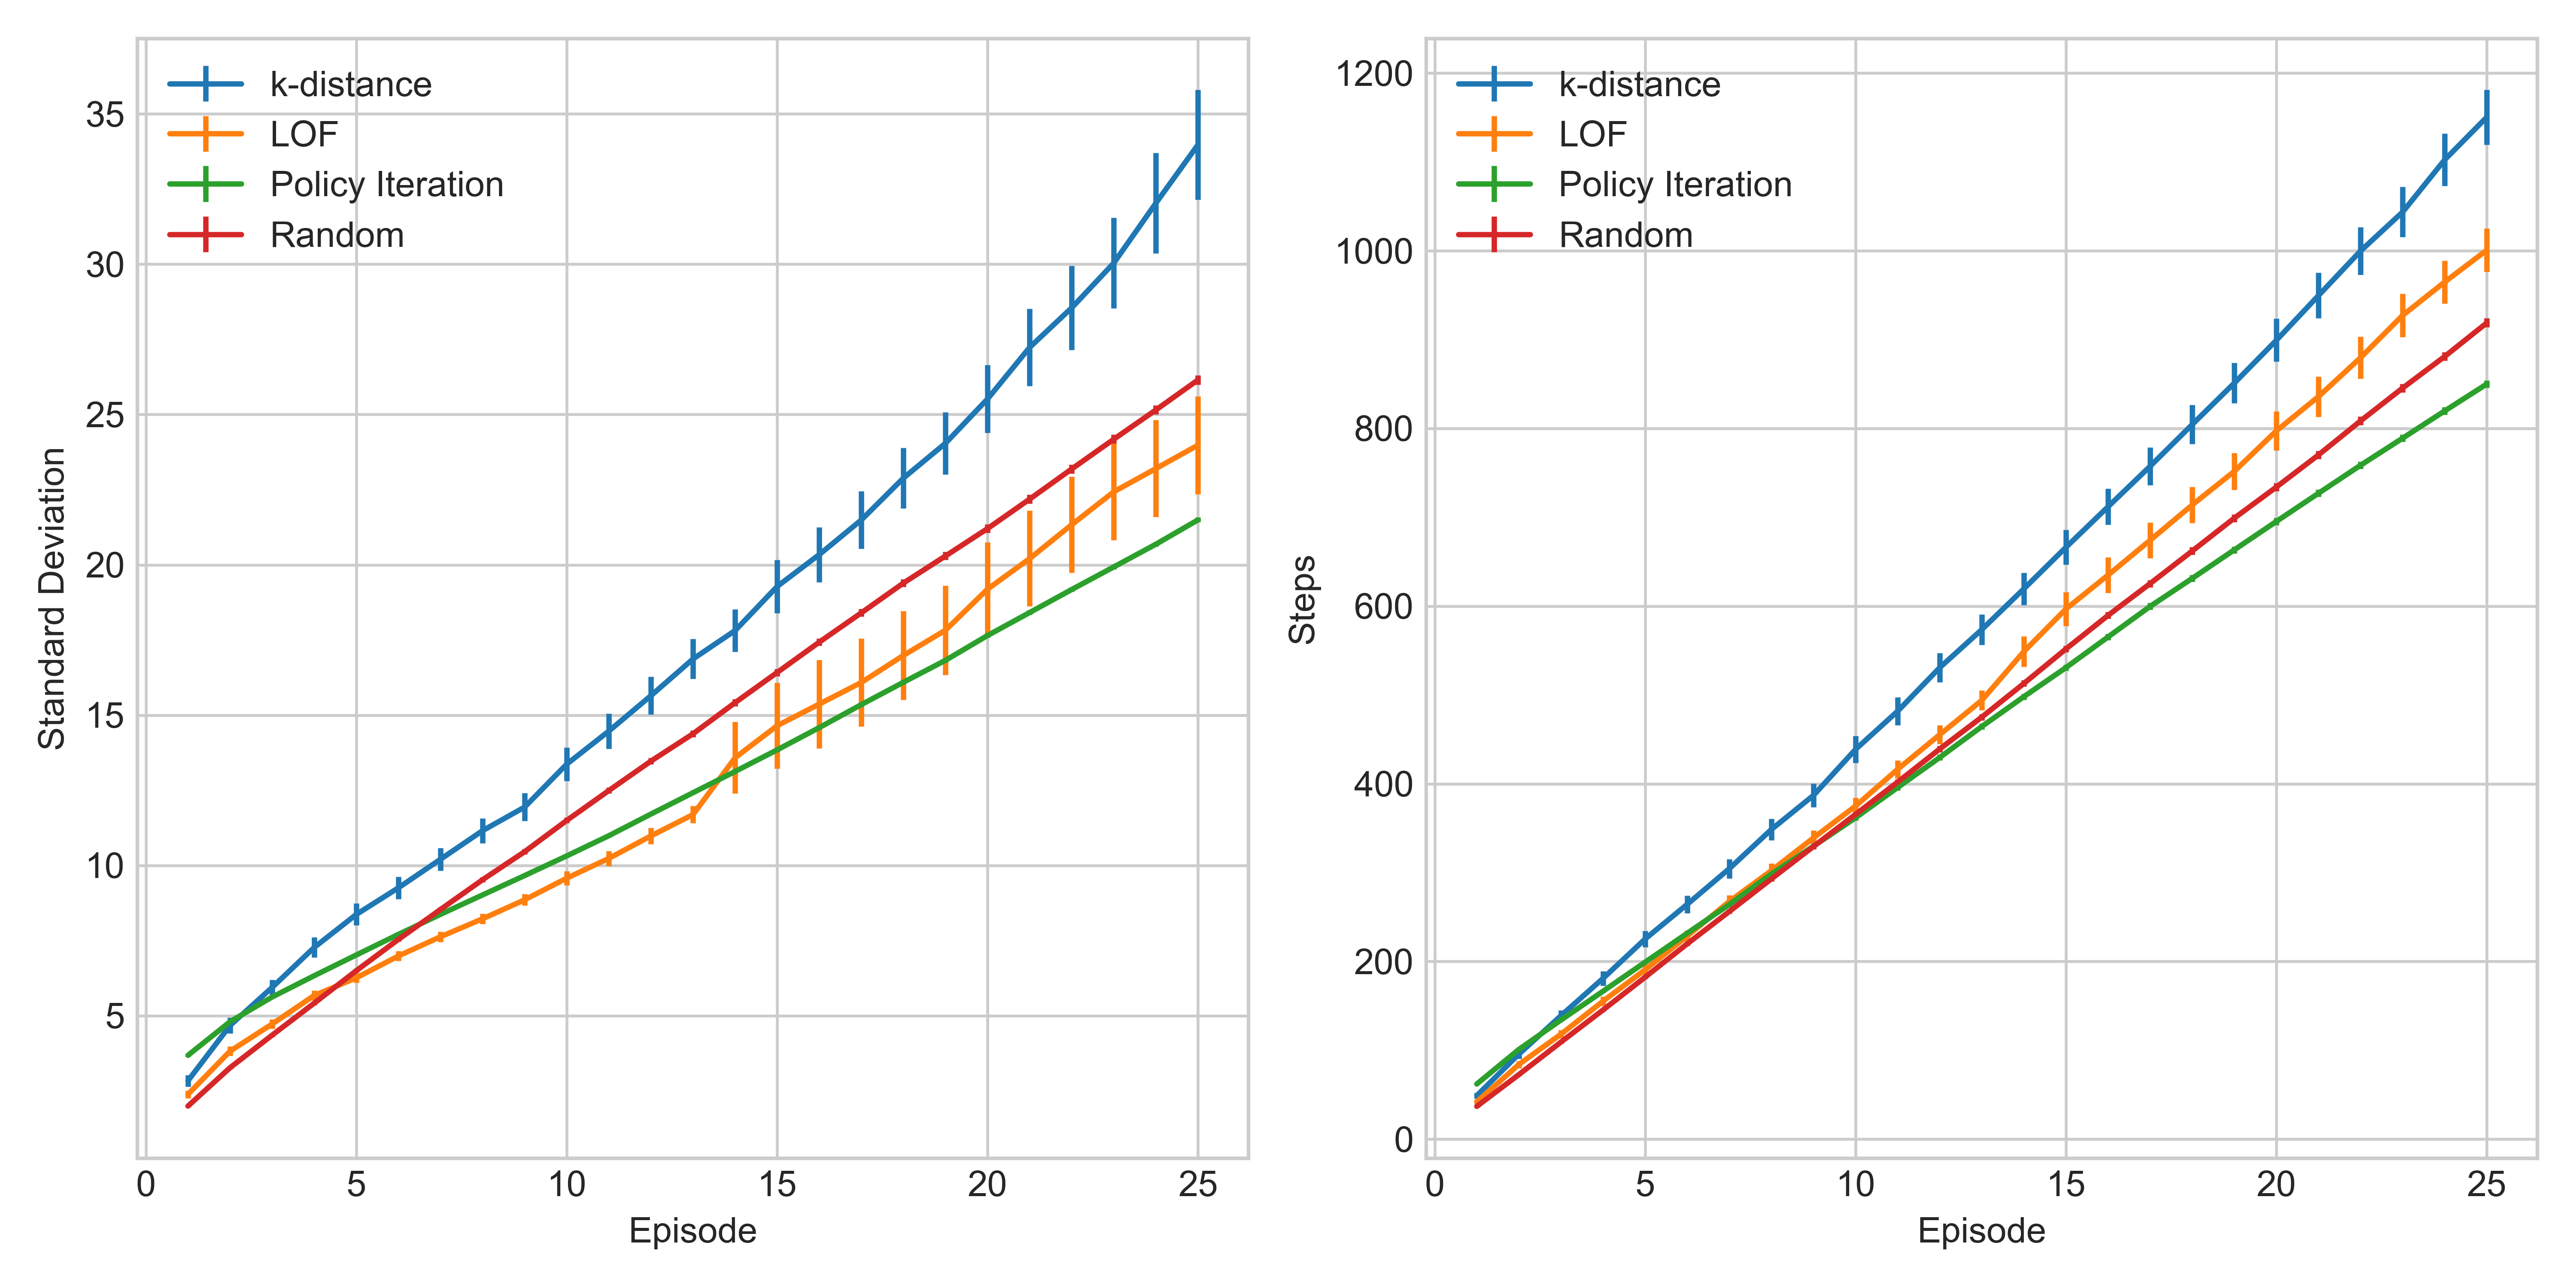 k-distance
LOF
Policy Iteration
Random
35
30
25
20
15
10
5
Standard Deviation
0 5 10 15 20 25
Episode
k-distance
LOF
Policy Iteration
Random
1200
1000
800
600
400
200
0
Steps
0 5 10 15 20 25
Episode